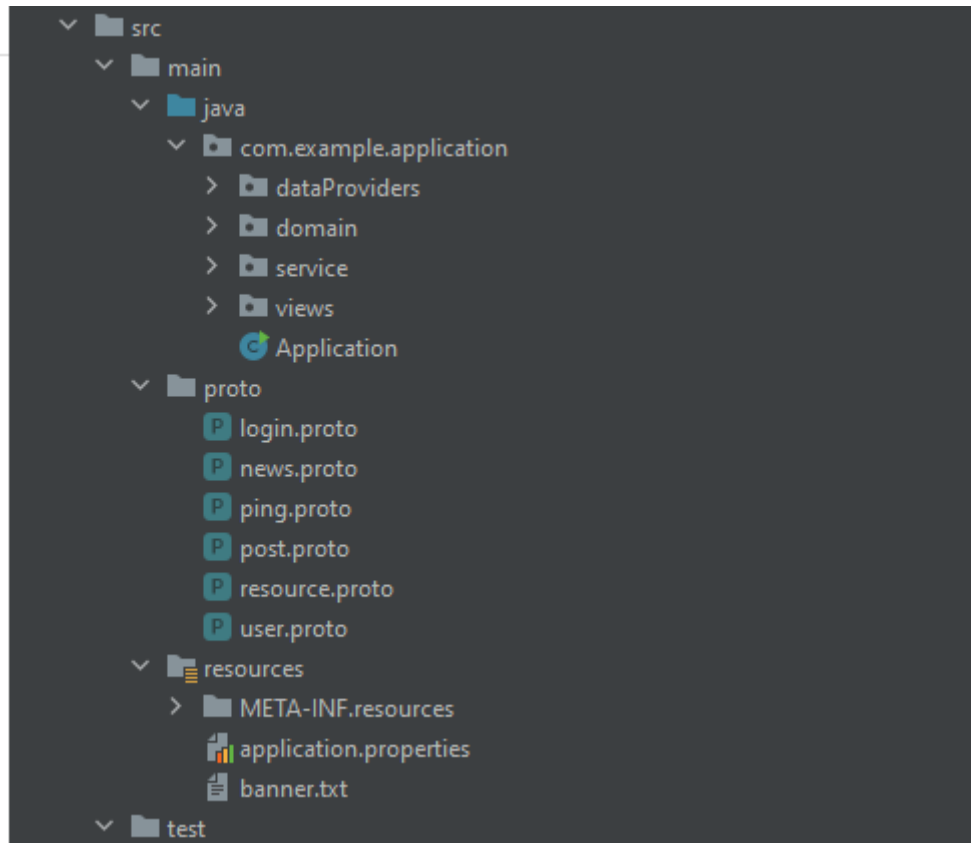 src
main
java
com.example.application
dataProviders
domain
service
views
C Application
proto
P login.proto
P news.proto
P ping.proto
P post.proto
P resource.proto
P user.proto
resources
META-INF.resources
application.properties
banner.txt
test